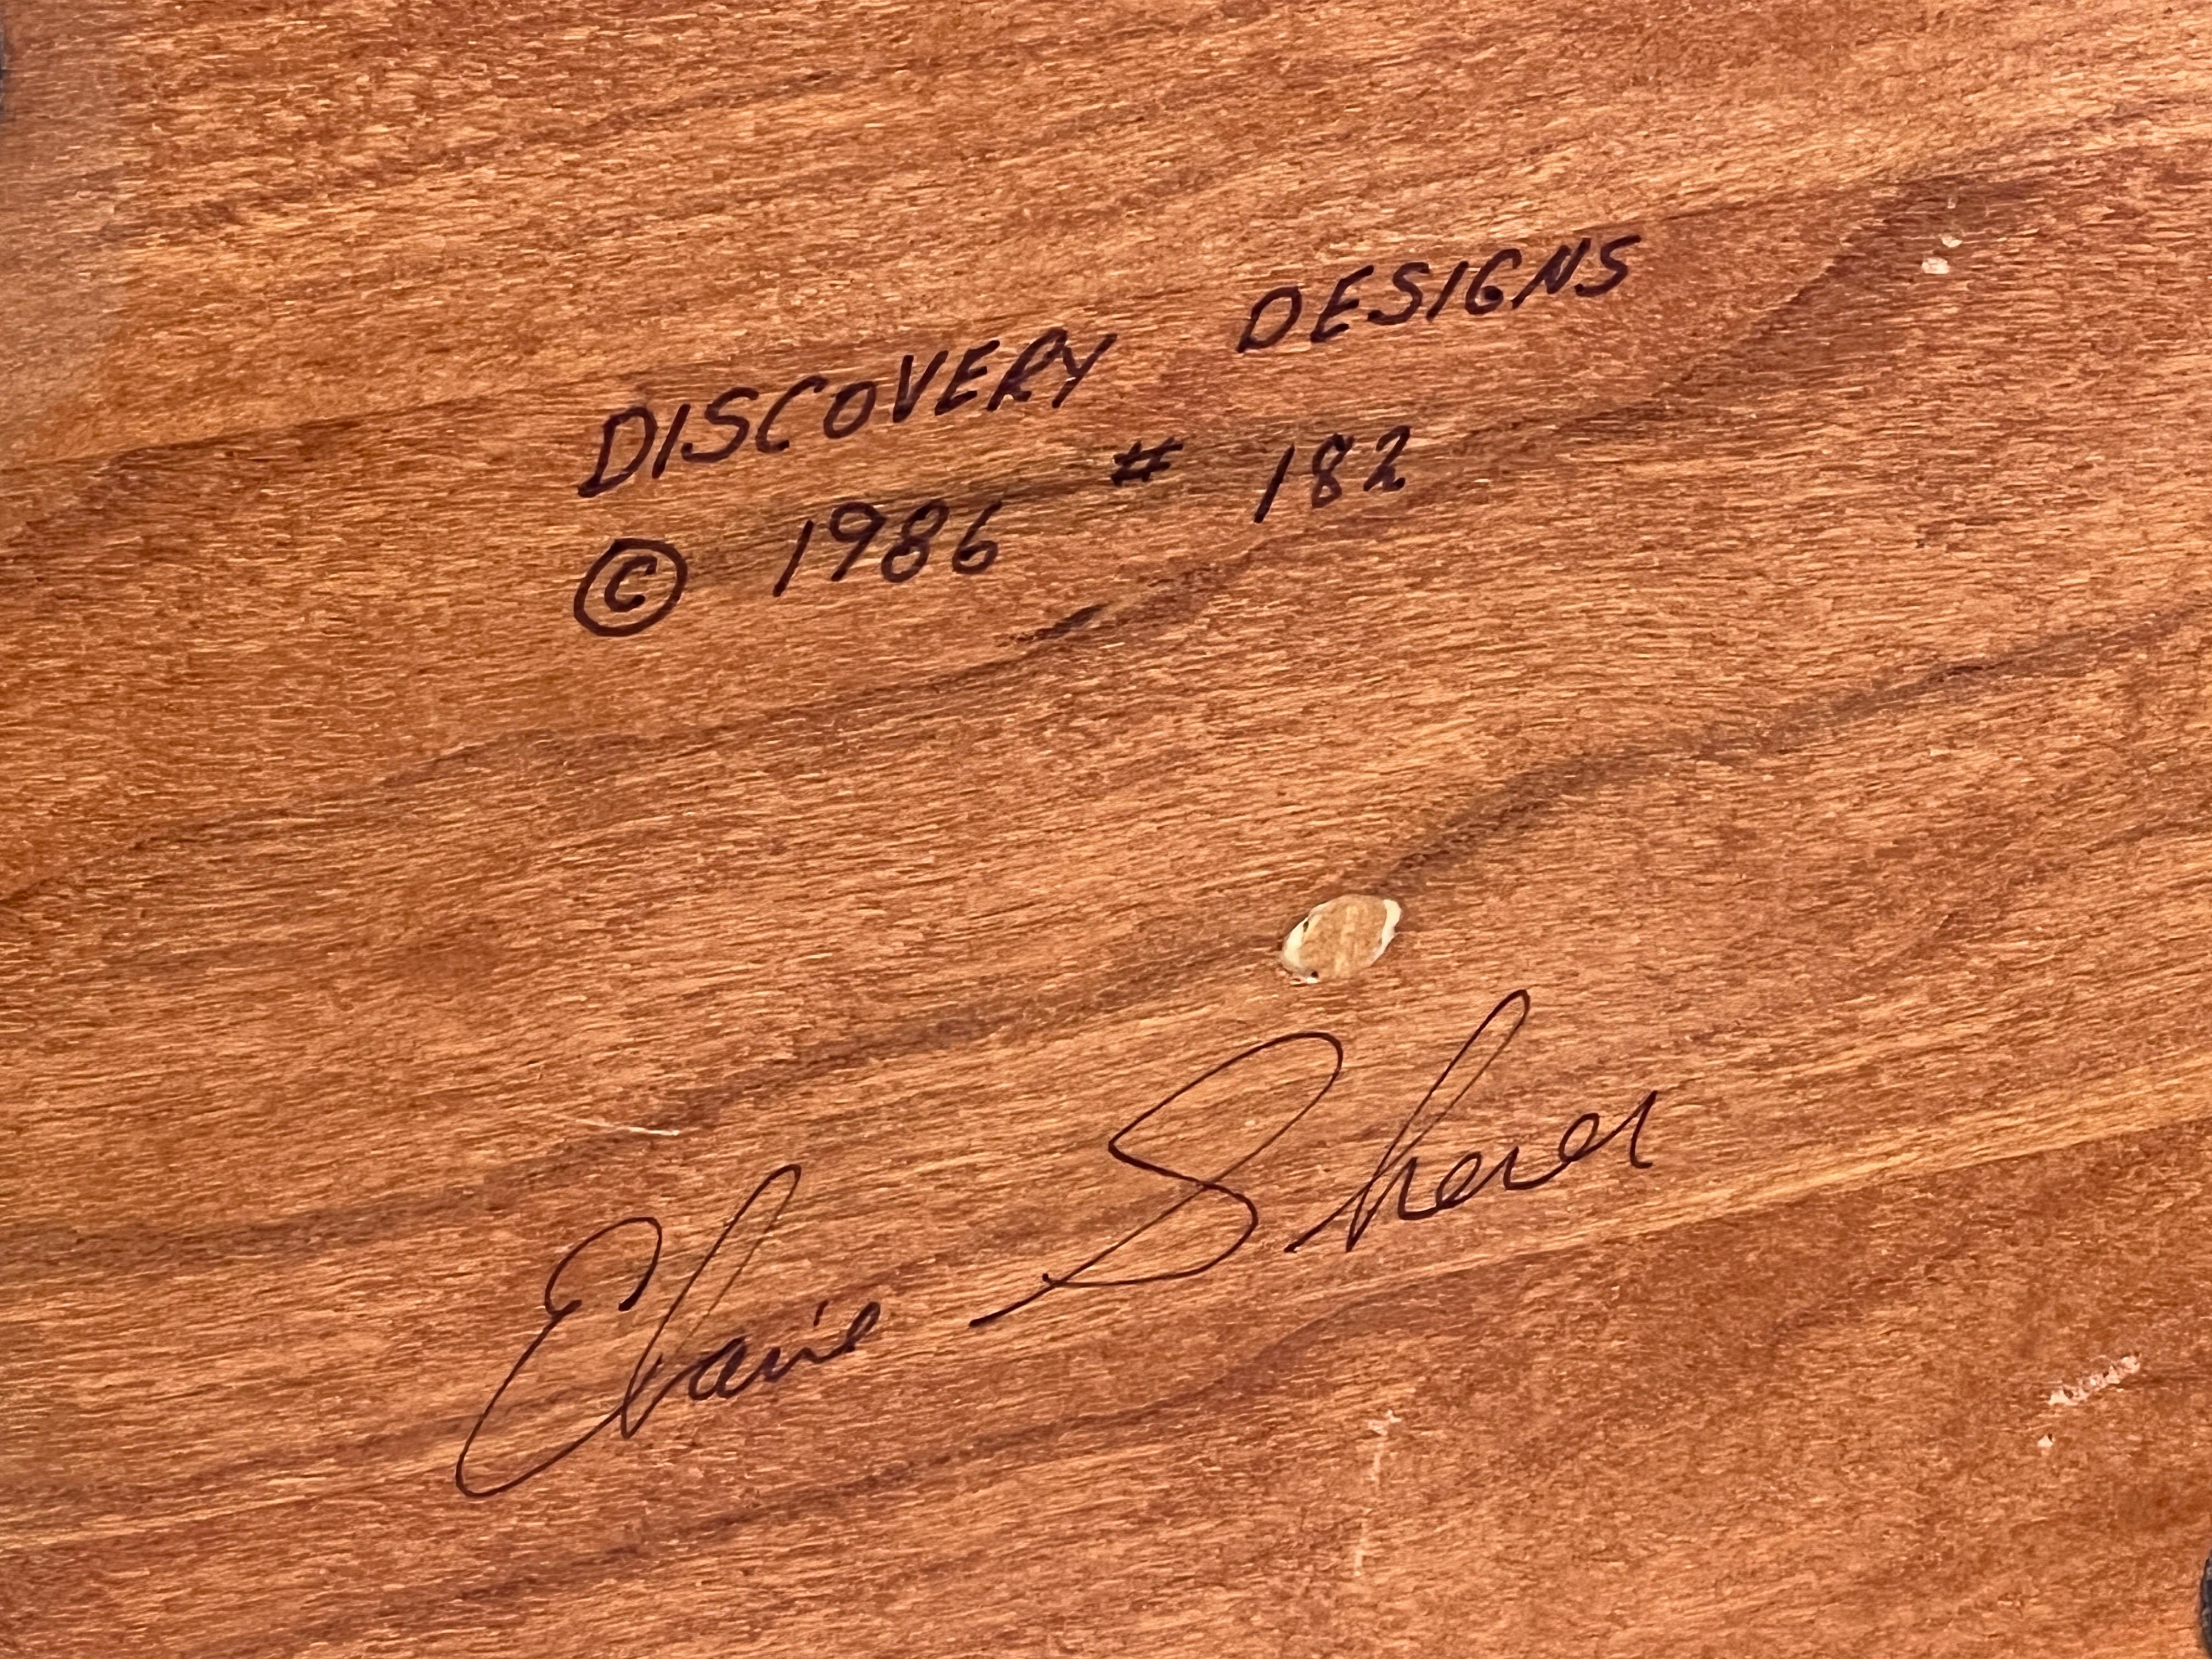 DISCOVERY DESIGNS
© 1986 # 182
Elaine Sherer